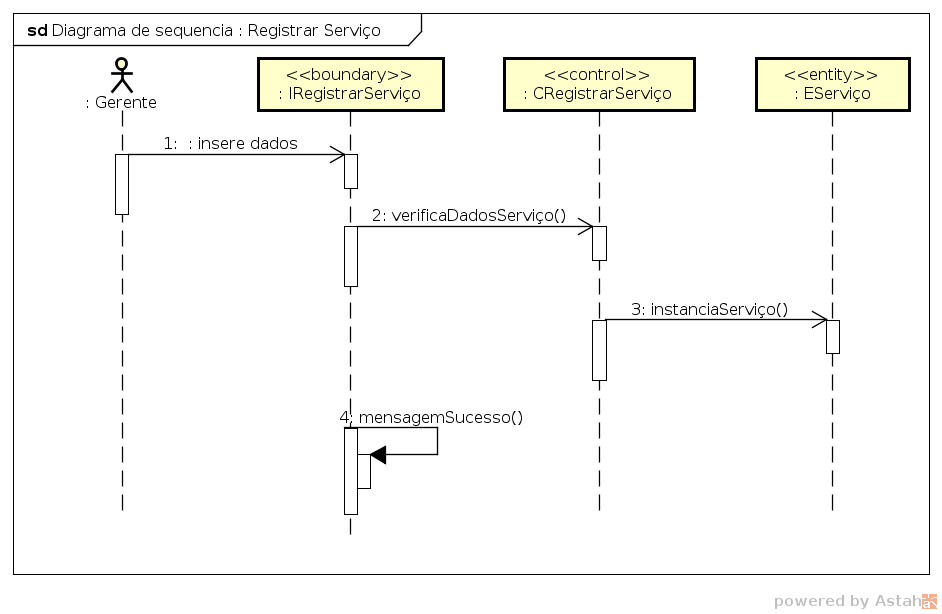 sd Diagrama de sequencia : Registrar Serviço
: Gerente
<<boundary>>
: IRegistrarServiço
<<control>>
: CRegistrarServiço
<<entity>>
: EServiço
1:  : insere dados
2: verificaDadosServiço()
3: instanciaServiço()
4: mensagemSucesso()
powered by Astah